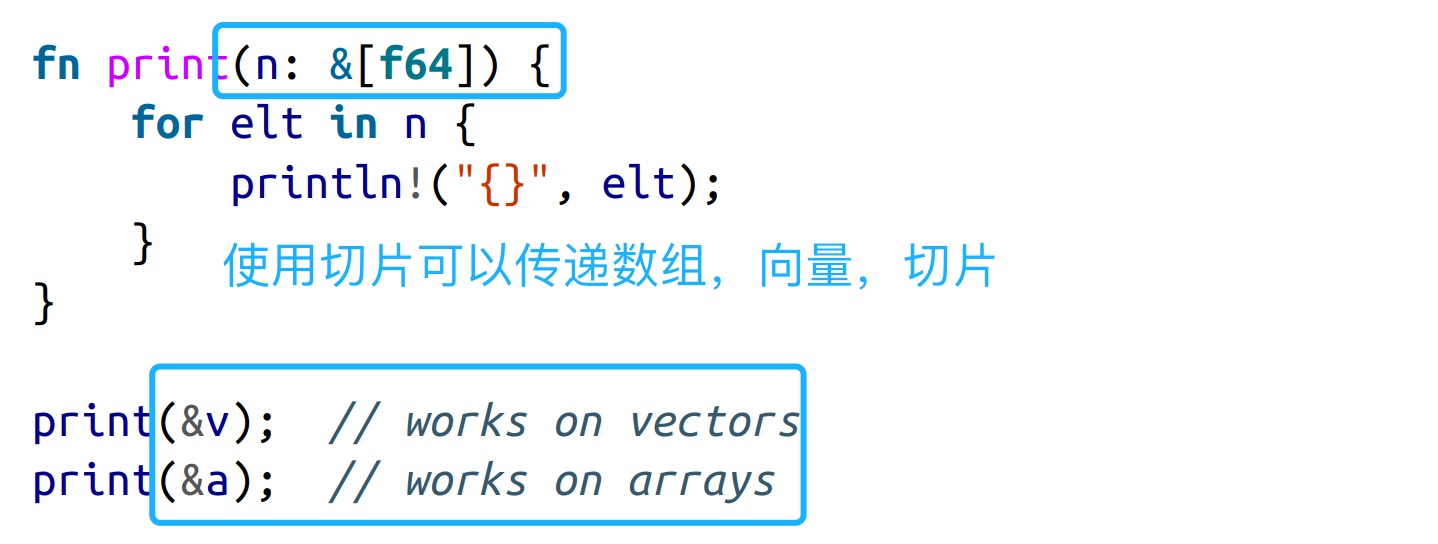 fn print(n: &[f64]) {
    for elt in n {
        println!("{}", elt);
    }
使用切片可以传递数组，向量，切片
}
print(&v);  // works on vectors
print(&a);  // works on arrays